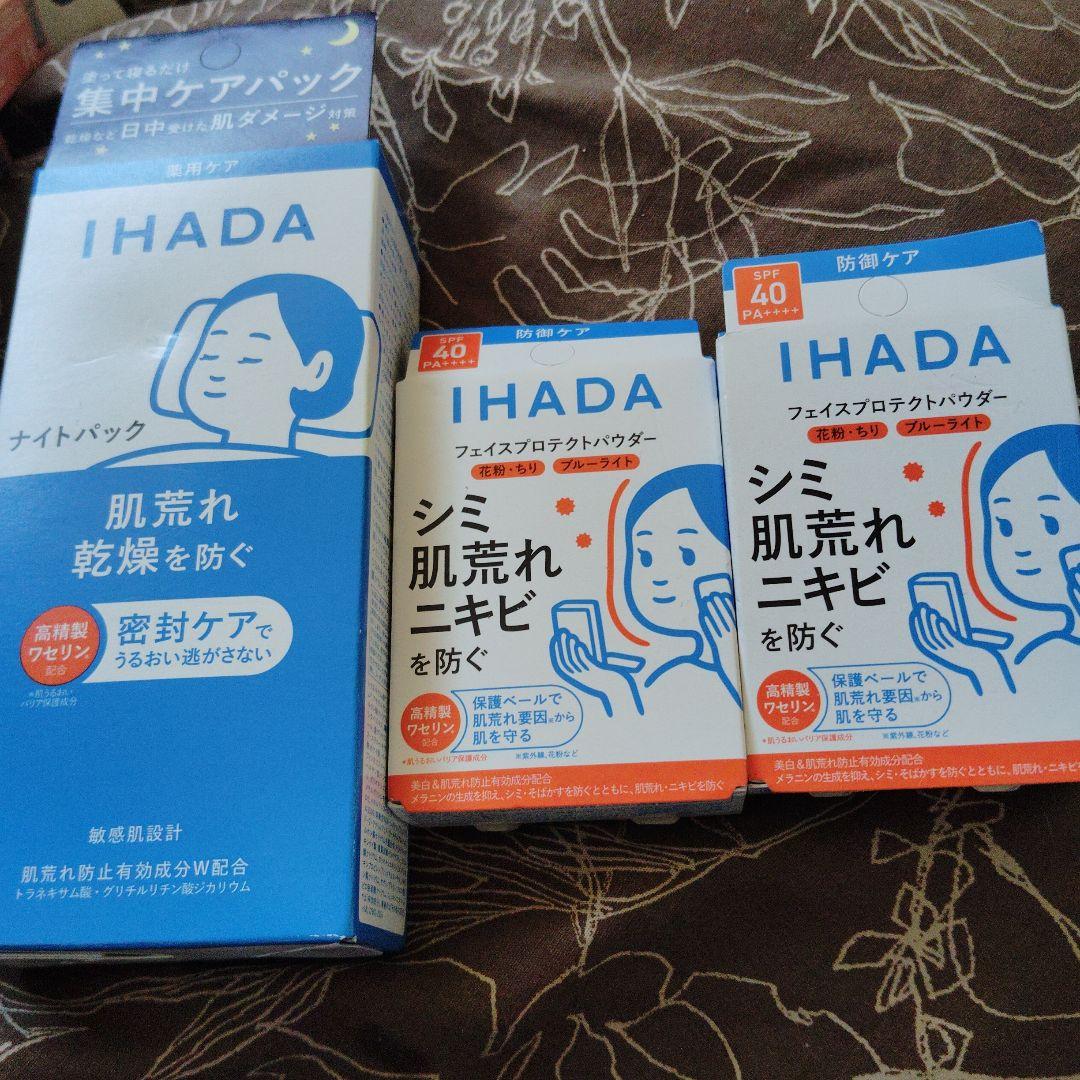 塗って寝るだけ
集中ケアパック
乾燥など日中受けた肌ダメージ対策
薬用ケア
IHADA
ナイトパック
肌荒れ
乾燥を防ぐ
高精製
ワセリン*
配合
密封ケアで
うるおい逃がさない
*肌うるおい
バリア保護成分
敏感肌設計
肌荒れ防止有効成分W配合
トラネキサム酸・グリチルリチン酸ジカリウム
防御ケア
SPF
40
PA++++
IHADA
フェイスプロテクトパウダー
花粉・ちり ブルーライト
シミ
肌荒れ
ニキビ
を防ぐ
高精製
ワセリン*
配合
保護ベールで
肌荒れ要因※から
肌を守る
*肌うるおいバリア保護成分 ※紫外線、花粉など
美白&肌荒れ防止有効成分配合
メラニンの生成を抑え、シミ・そばかすを防ぐとともに、肌荒れ・ニキビを防ぐ
防御ケア
SPF
40
PA++++
IHADA
フェイスプロテクトパウダー
花粉・ちり ブルーライト
シミ
肌荒れ
ニキビ
を防ぐ
高精製
ワセリン*
配合
保護ベールで
肌荒れ要因※から
肌を守る
*肌うるおいバリア保護成分 ※紫外線、花粉など
美白&肌荒れ防止有効成分配合
メラニンの生成を抑え、シミ・そばかすを防ぐとともに、肌荒れ・ニキビを